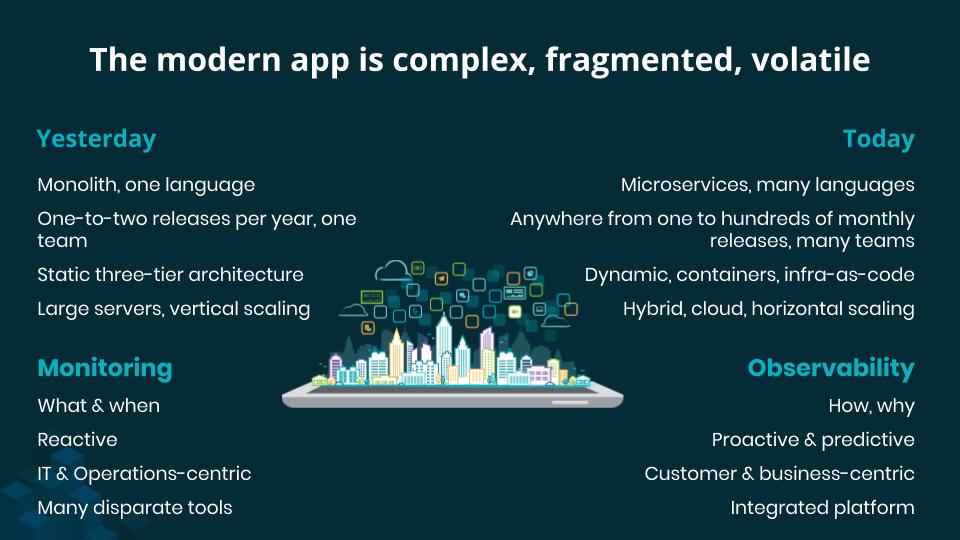 The modern app is complex, fragmented, volatile
Yesterday
Monolith, one language
One-to-two releases per year, one
team
Static three-tier architecture
Large servers, vertical scaling
Today
Microservices, many languages
Anywhere from one to hundreds of monthly
releases, many teams
Dynamic, containers, infra-as-code
Hybrid, cloud, horizontal scaling
Monitoring
What & when
Reactive
IT & Operations-centric
Many disparate tools
Observability
How, why
Proactive & predictive
Customer & business-centric
Integrated platform